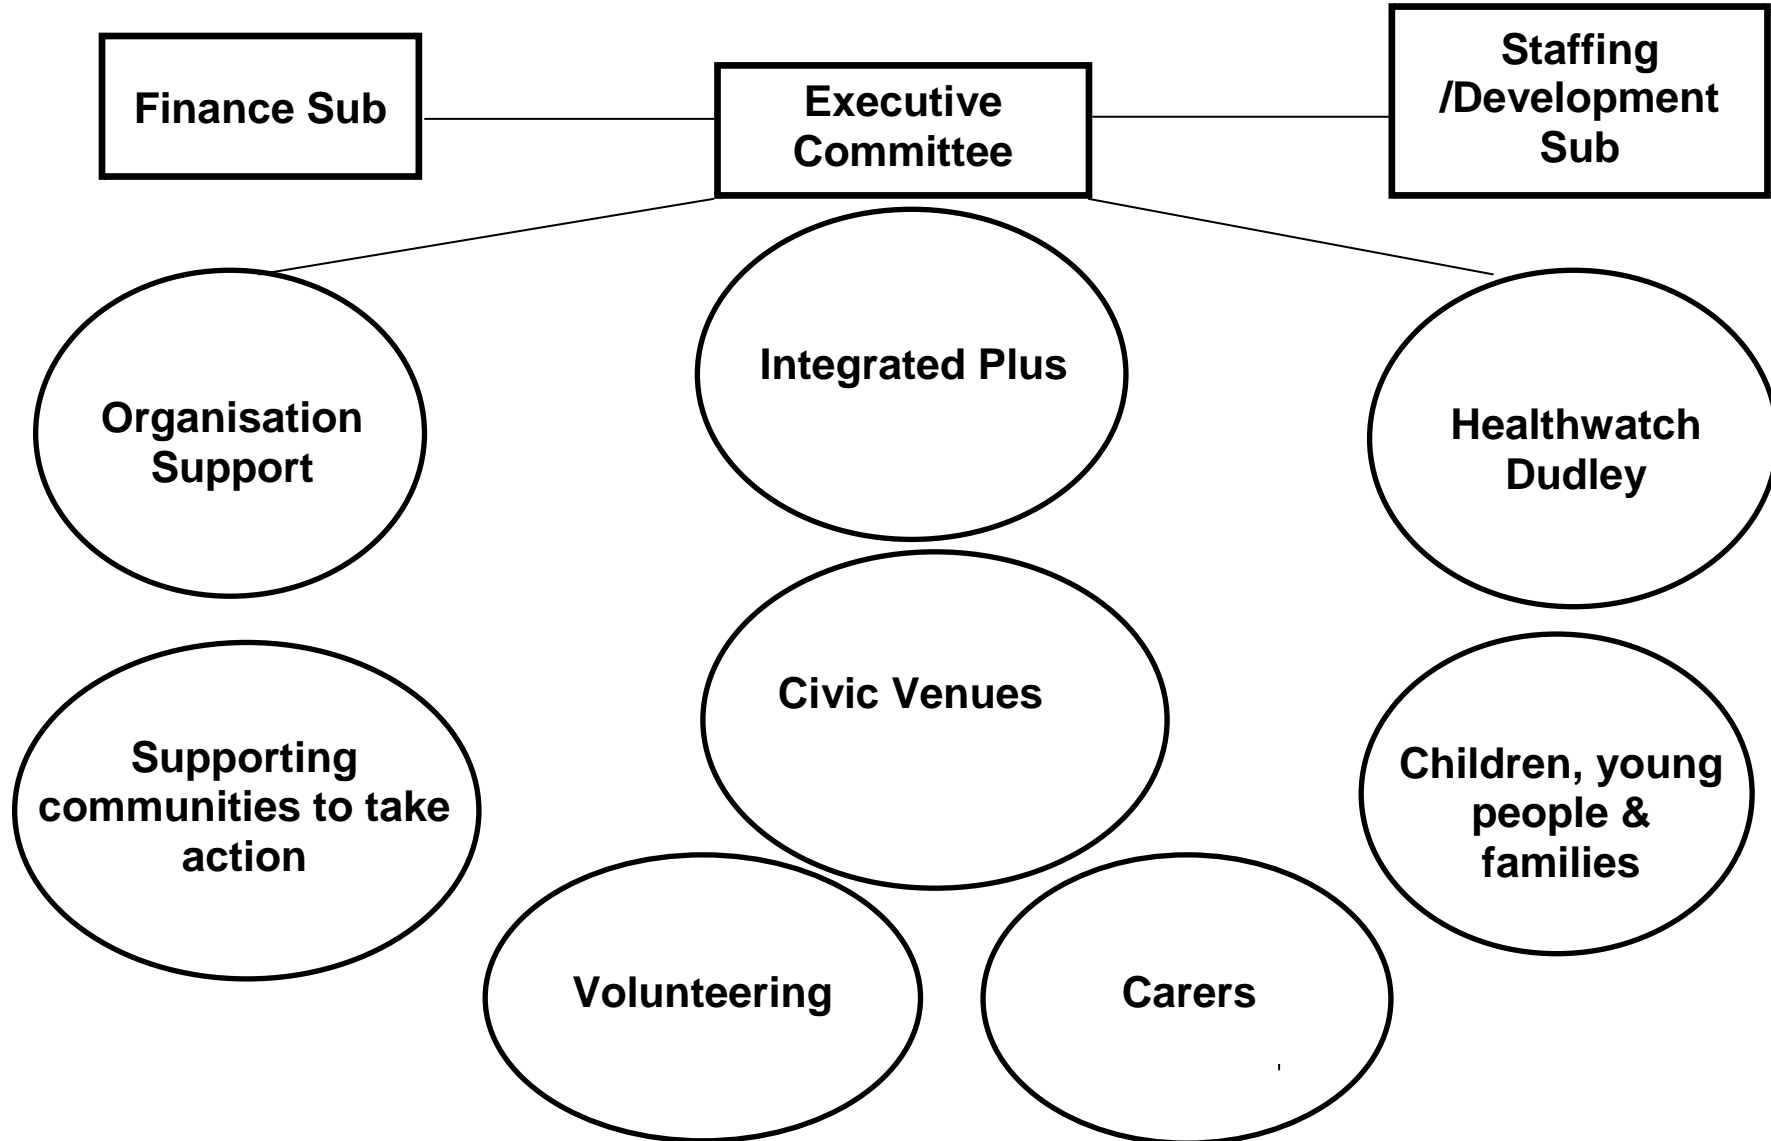 Finance Sub
Executive
Committee
Staffing
/Development
Sub
Organisation
Support
Integrated Plus
Healthwatch
Dudley
Supporting
communities to take
action
Civic Venues
Children, young
people &
families
Volunteering
Carers